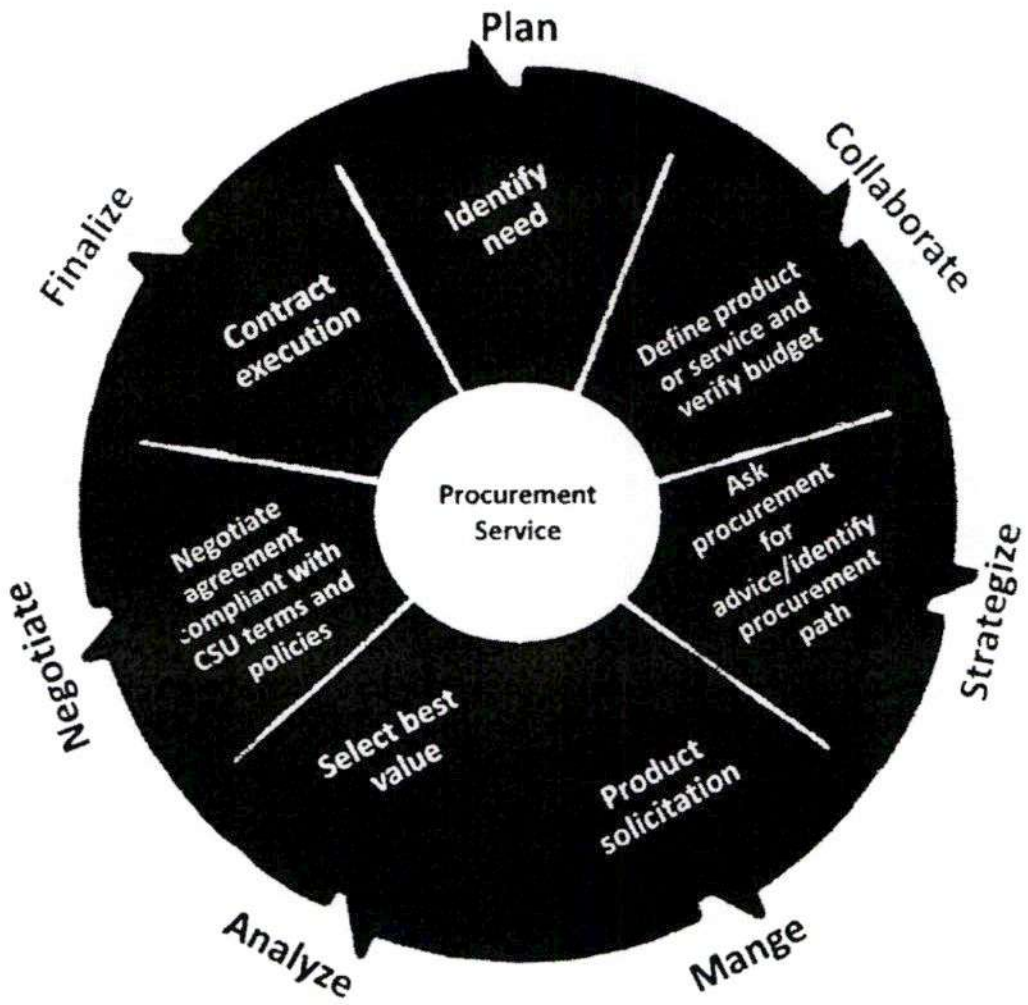 Plan
Collaborate
Strategize
Mange
Analyze
Negotiate
Finalize
Identify
need
Define product
or service and
verify budget
Ask
procurement
for
advice/identify
procurement
path
Product
solicitation
Select best
value
Negotiate
agreement
compliant with
CSU terms and
policies
Contract
execution
Procurement
Service